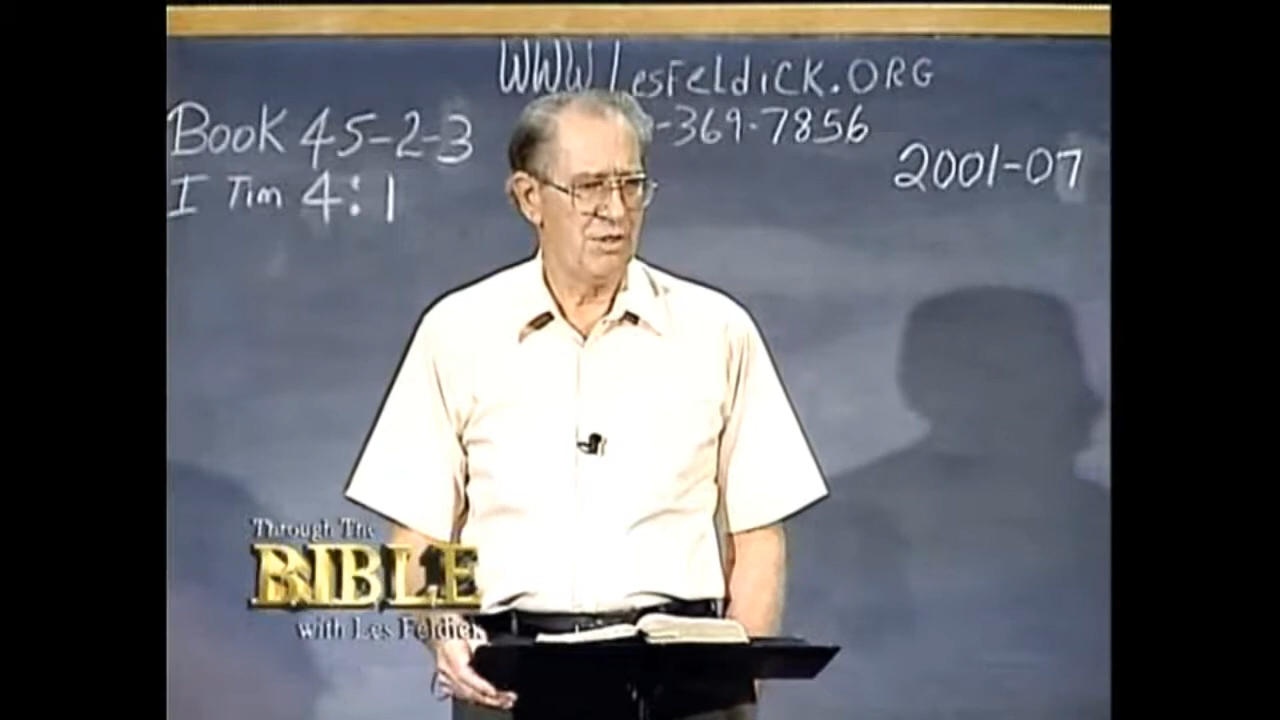 WWW LesFeldick.ORG
-369-7856
Book 45-2-3
2001-07
I Tim 4:1
Through The
BIBLE
with Les Feldick